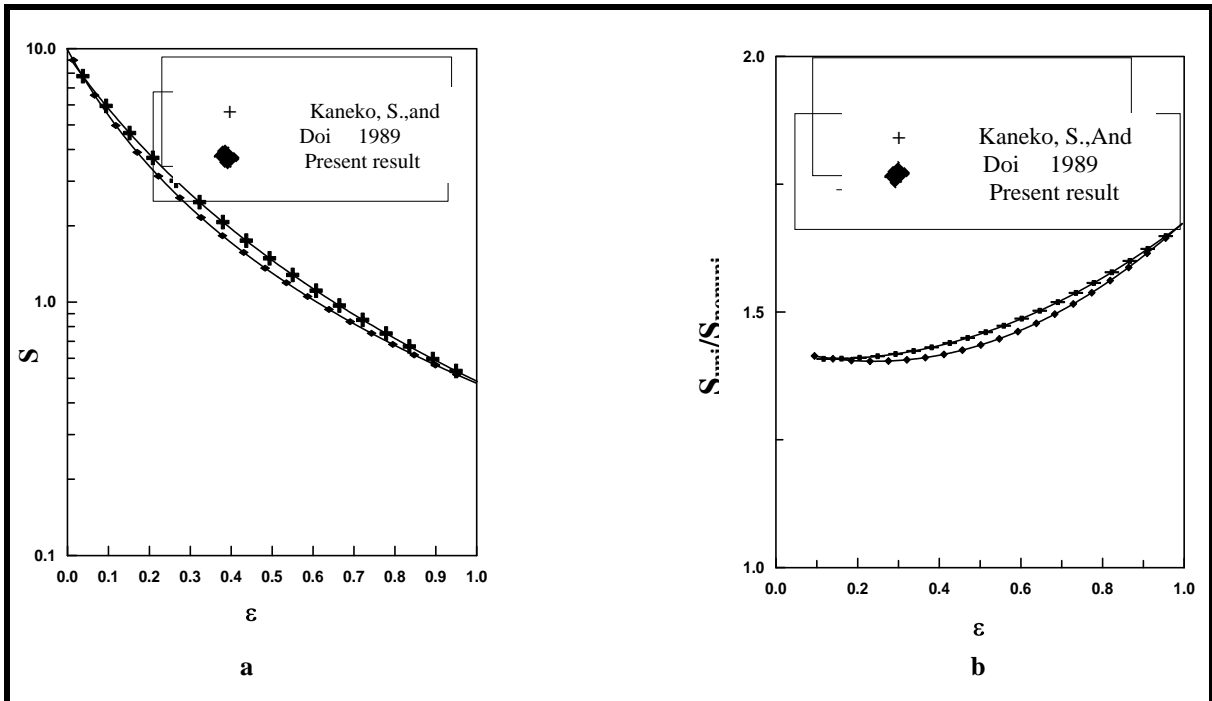 10.0
1.0
0.1
S
+ Kaneko, S.,and
Doi 1989
Present result
0.0 0.1 0.2 0.3 0.4 0.5 0.6 0.7 0.8 0.9 1.0
ε
a
2.0
1.5
1.0
+ Kaneko, S.,And
Doi 1989
Present result
0.0 0.2 0.4 0.6 0.8 1.0
ε
b